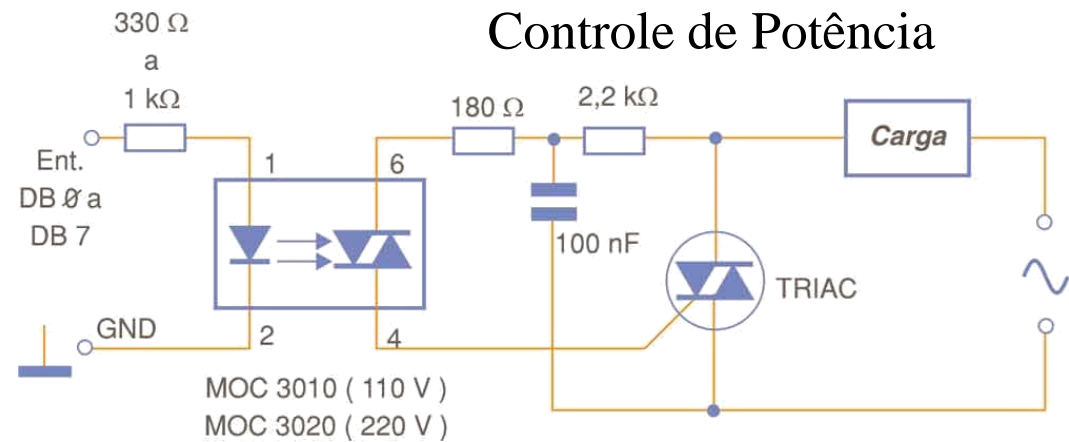 Controle de Potência
330 Ω
a
1 kΩ
180 Ω
2,2 kΩ
Carga
Ent.
DB 0 a
DB 7
1
6
100 nF
TRIAC
GND
2
4
MOC 3010 ( 110 V )
MOC 3020 ( 220 V )